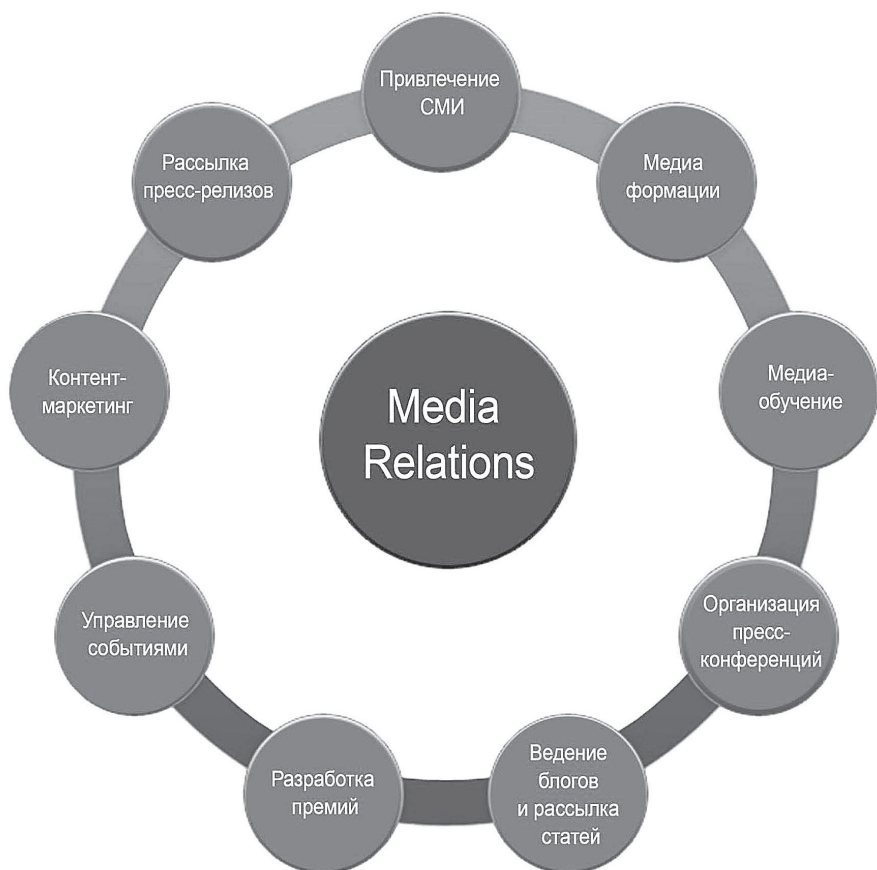 Привлечение
СМИ
Медиа
формации
Медиа-
обучение
Организация
пресс-
конференций
Ведение
блогов
и рассылка
статей
Разработка
премий
Управление
событиями
Контент-
маркетинг
Рассылка
пресс-релизов
Media
Relations